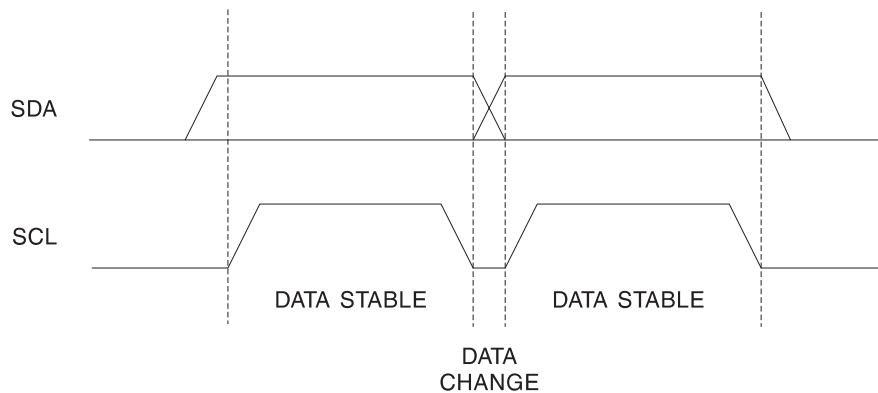 SDA
SCL
DATA STABLE
DATA STABLE
DATA
CHANGE